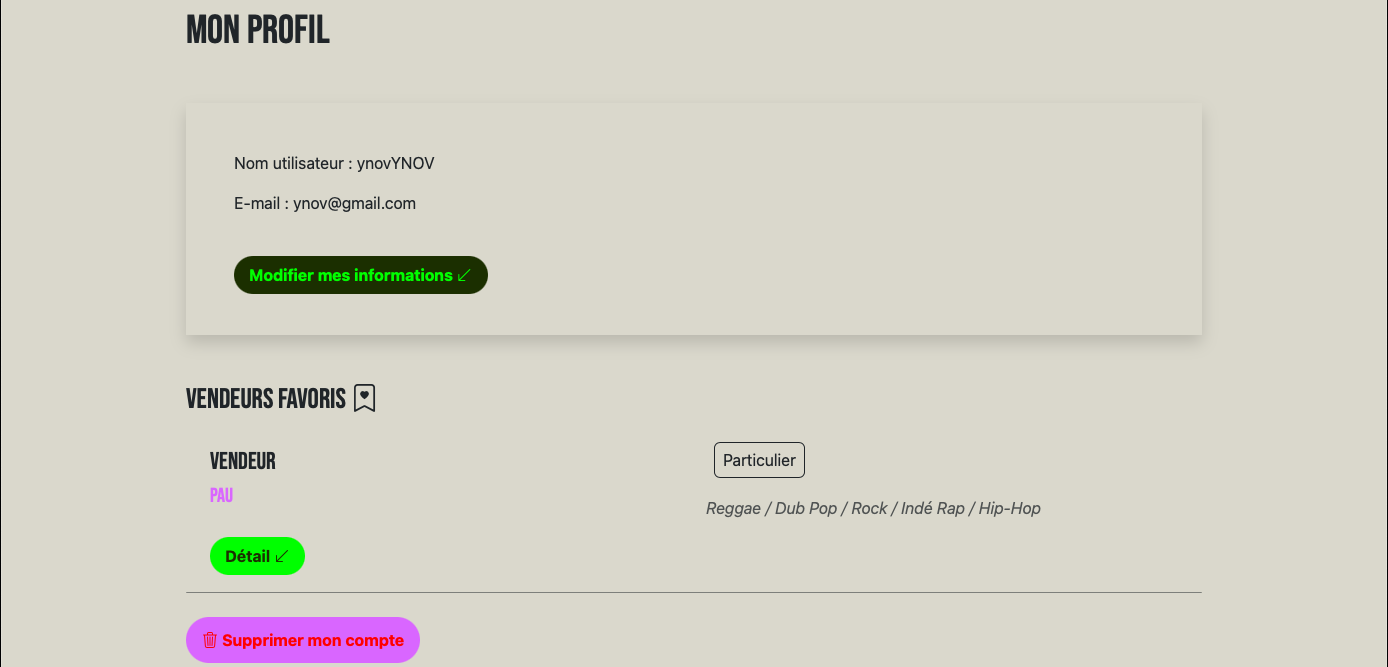 MON PROFIL
Nom utilisateur : ynovYNOV
E-mail : ynov@gmail.com
Modifier mes informations
VENDEURS FAVORIS
VENDEUR
Particulier
PAU
Reggae / Dub Pop / Rock / Indé Rap / Hip-Hop
Détail
Supprimer mon compte